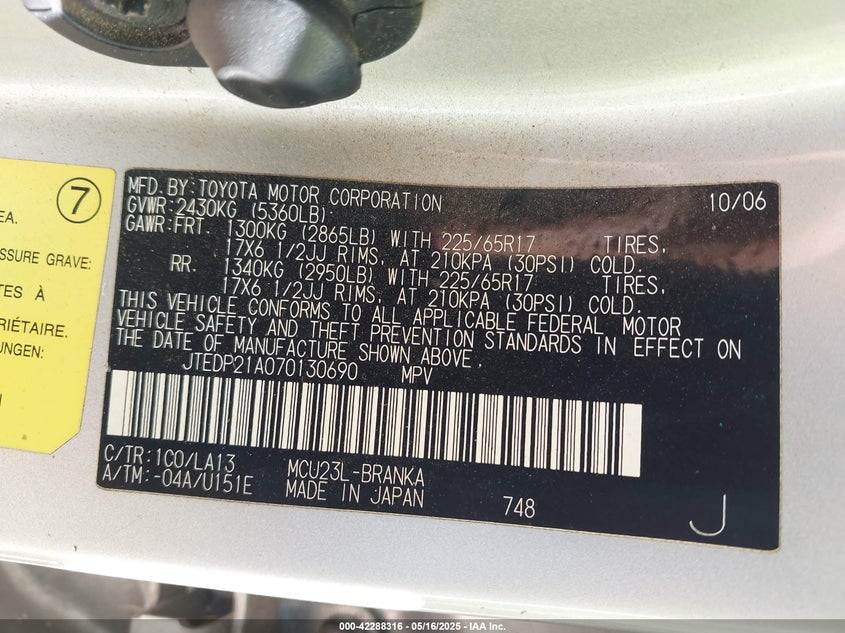 7
EA.
SSURE GRAVE:
TES À
RIÉTAIRE.
UNGEN:
MFD. BY: TOYOTA MOTOR CORPORATION 10/06
GVWR: 2430KG (5360LB)
GAWR: FRT. 1300KG (2865LB) WITH 225/65R17 TIRES,
17X6 1/2JJ RIMS, AT 210KPA (30PSI) COLD.
RR. 1340KG (2950LB) WITH 225/65R17 TIRES,
17X6 1/2JJ RIMS, AT 210KPA (30PSI) COLD.
THIS VEHICLE CONFORMS TO ALL APPLICABLE FEDERAL MOTOR
VEHICLE SAFETY AND THEFT PREVENTION STANDARDS IN EFFECT ON
THE DATE OF MANUFACTURE SHOWN ABOVE.
JTEDP21A070130690 MPV
C/TR: 1C0/LA13 MCU23L-BRANKA
A/TM: -04A/U151E MADE IN JAPAN 748 J
000-42288316 - 05/16/2025 - IAA Inc.